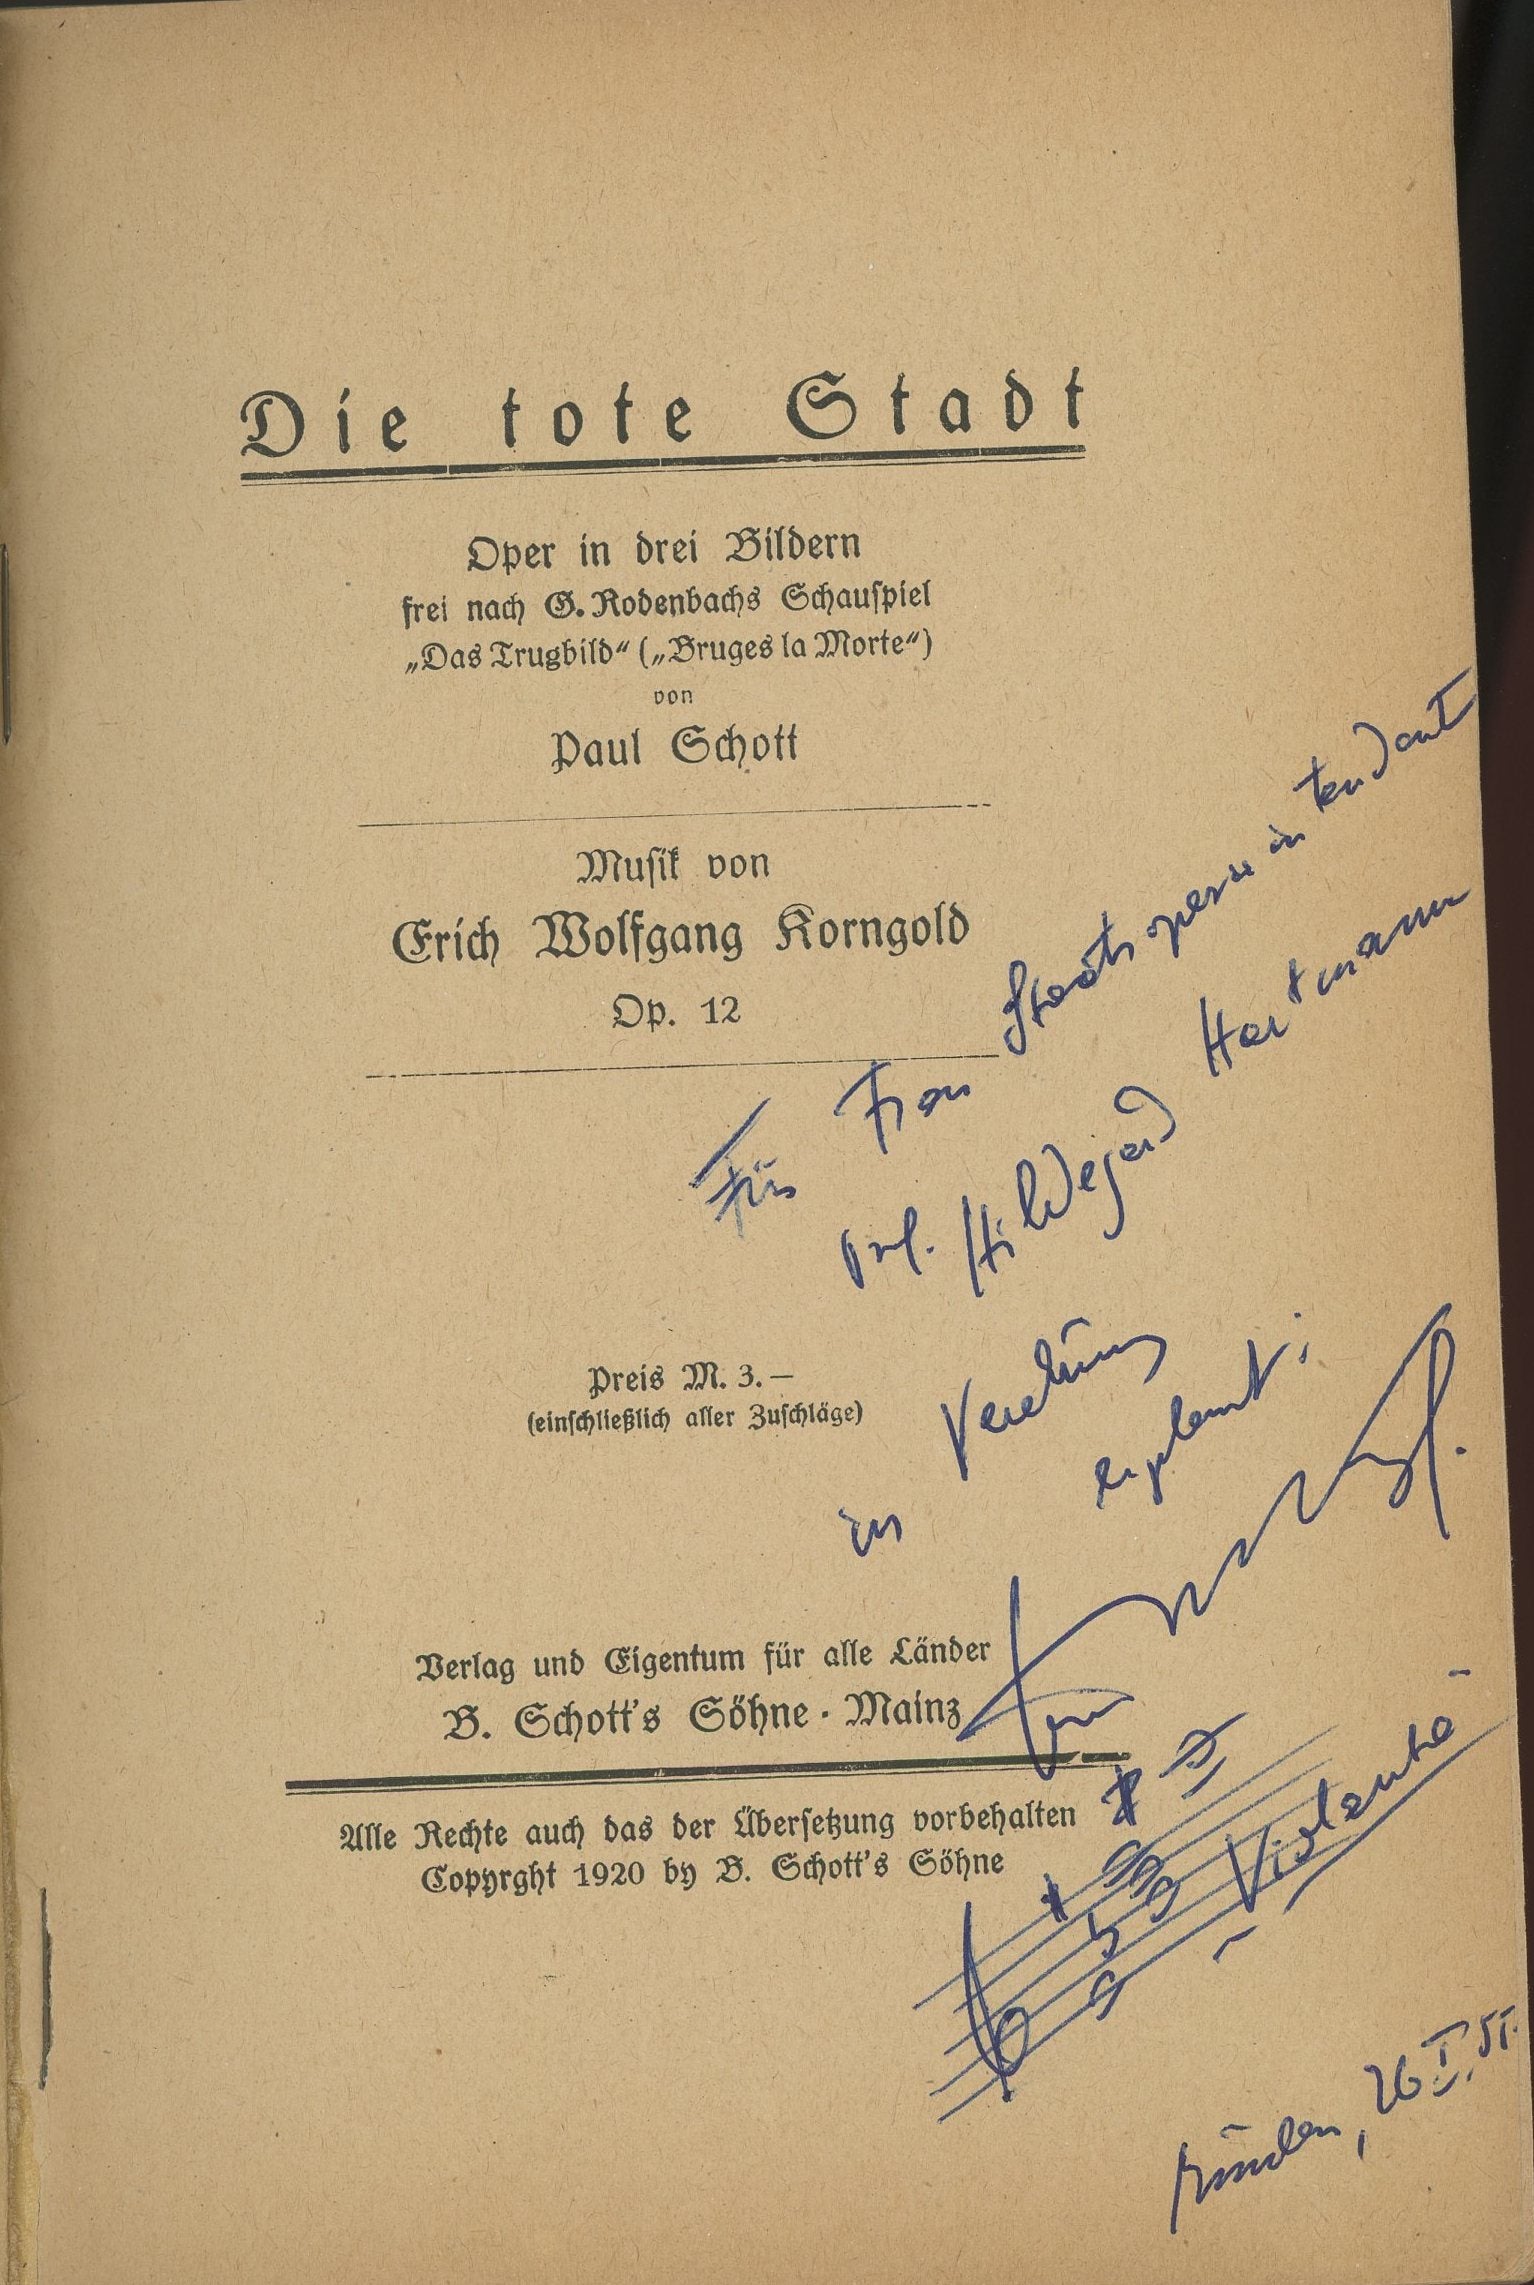 Die tote Stadt
Oper in drei Bildern
frei nach G. Rodenbachs Schauspiel
„Das Trugbild“ („Bruges la Morte“)
von
Paul Schott
Musik von
Erich Wolfgang Korngold
Op. 12
Für Frau Staatsopernintendant
Prof. Hildegard Hartmann
in Verehrung
Preis M. 3.—
(einschließlich aller Zuschläge)
Verlag und Eigentum für alle Länder
B. Schott's Söhne · Mainz
Alle Rechte auch das der Übersetzung vorbehalten
Copyrght 1920 by B. Schott's Söhne
Violanta
München, 26 I. 51.